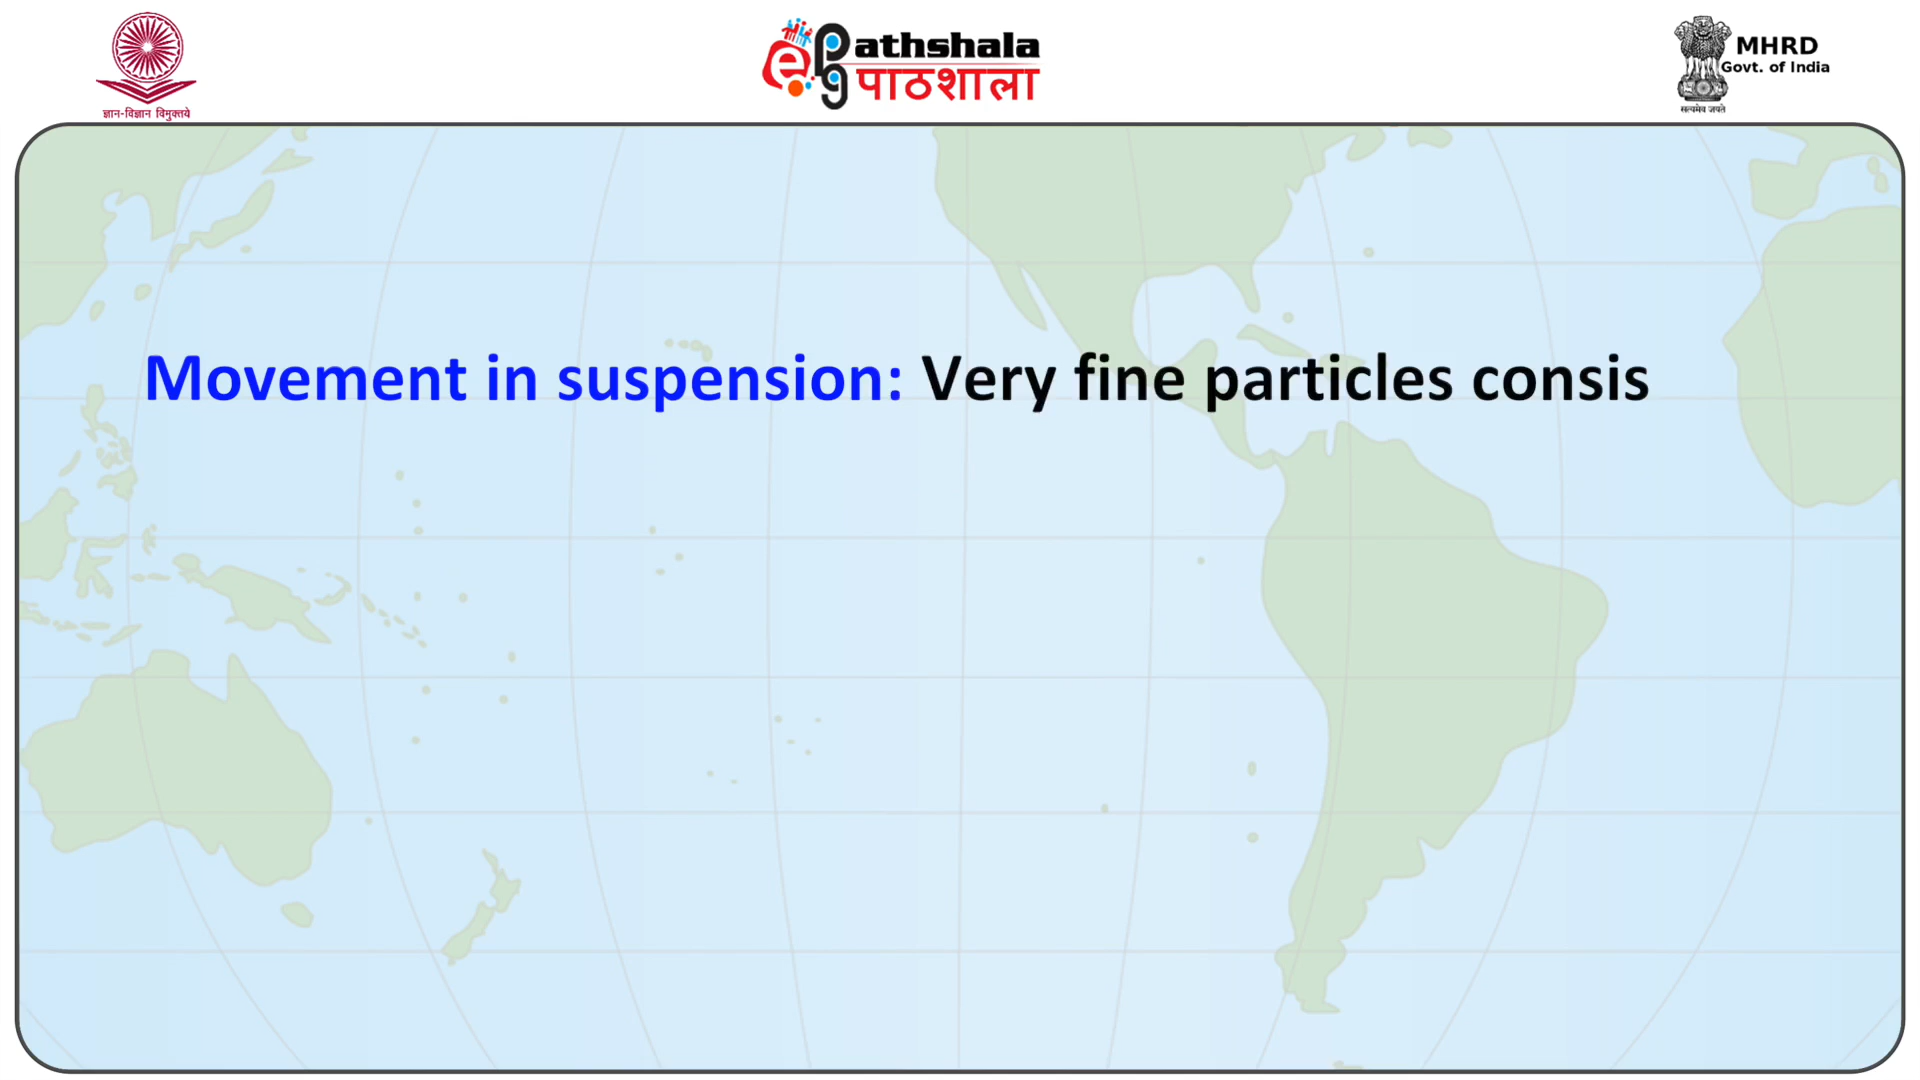 ज्ञान-विज्ञान विमुक्तये
e Pathshala
पाठशाला
MHRD
Govt. of India
सत्यमेव जयते
Movement in suspension: Very fine particles consis